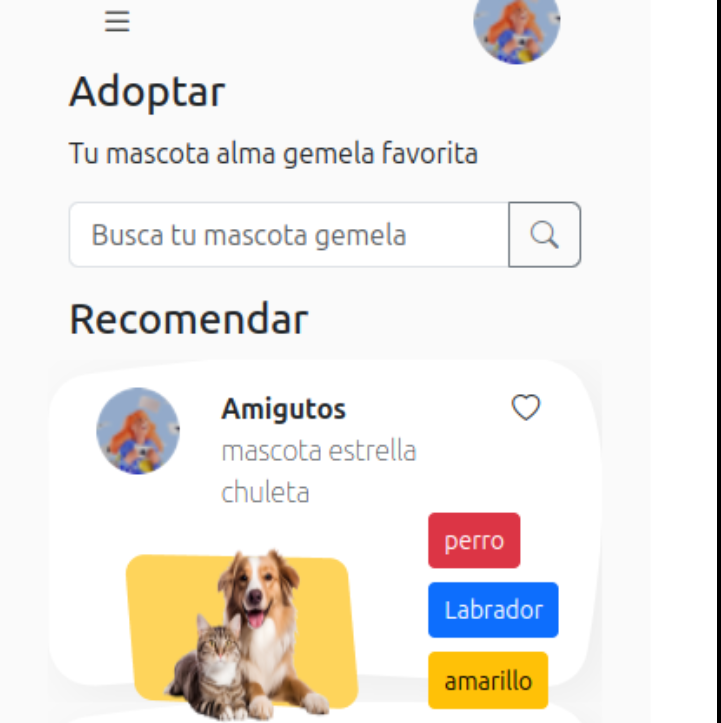 Adoptar
Tu mascota alma gemela favorita
Busca tu mascota gemela
Recomendar
Amigutos
mascota estrella
chuleta
perro
Labrador
amarillo